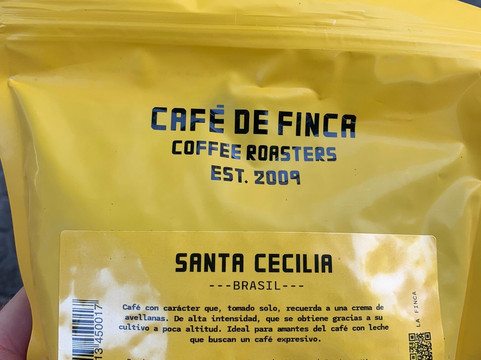 CAFÉ DE FINCA
COFFEE ROASTERS
EST. 2009
SANTA CECILIA
---BRASIL---
Café con carácter que, tomado solo, recuerda a una crema de
avellanas. De alta intensidad, que se obtiene gracias a su
cultivo a poca altitud. Ideal para amantes del café con leche
que buscan un café expresivo.
LA FINCA
13450017